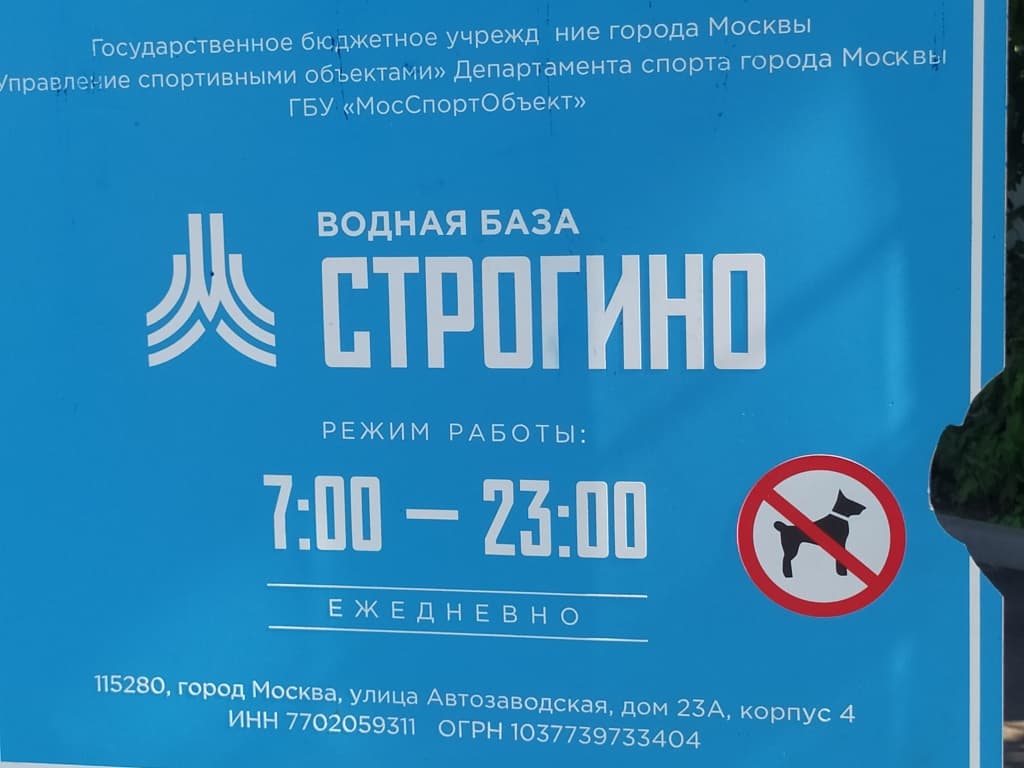 Государственное бюджетное учрежд ние города Москвы
Управление спортивными объектами» Департамента спорта города Москвы
ГБУ «МосСпортОбъект»
ВОДНАЯ БАЗА
СТРОГИНО
РЕЖИМ РАБОТЫ:
7:00 — 23:00
ЕЖЕДНЕВНО
115280, город Москва, улица Автозаводская, дом 23А, корпус 4
ИНН 7702059311 ОГРН 1037739733404